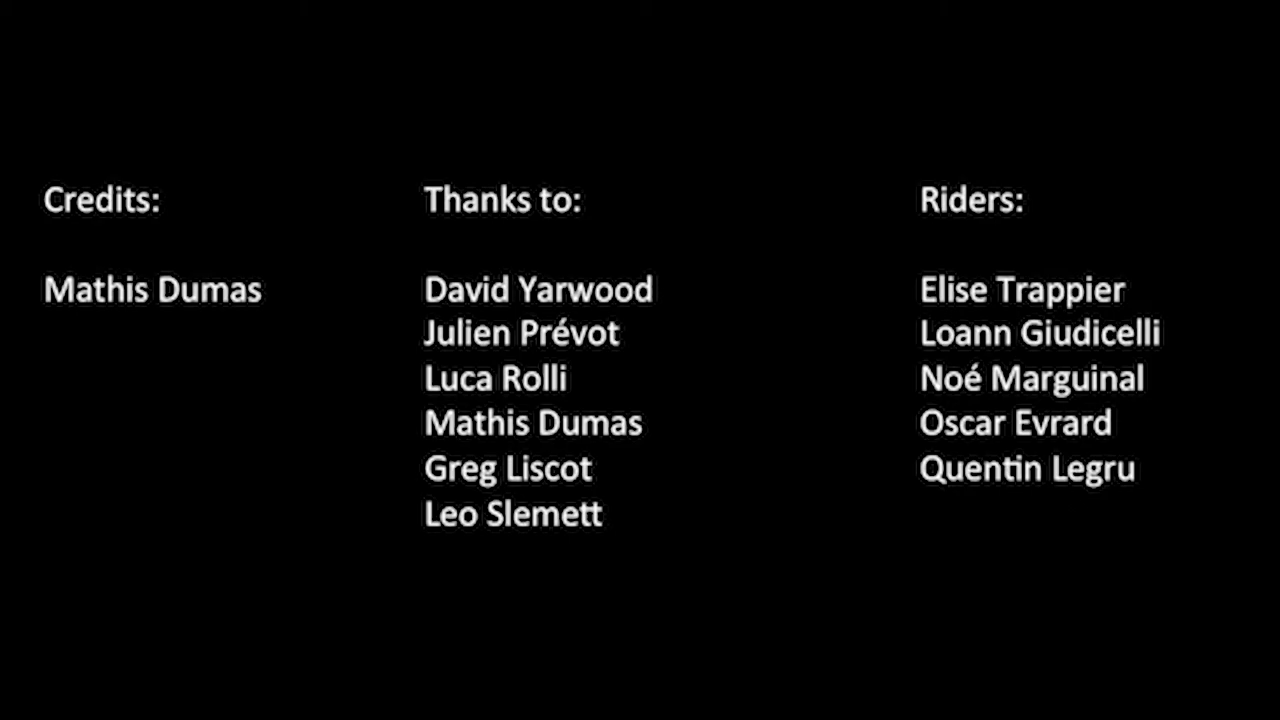 Credits:
Mathis Dumas
Thanks to:
David Yarwood
Julien Prévot
Luca Rolli
Mathis Dumas
Greg Liscot
Leo Slemett
Riders:
Elise Trappier
Loann Giudicelli
Noé Marguinal
Oscar Evrard
Quentin Legru